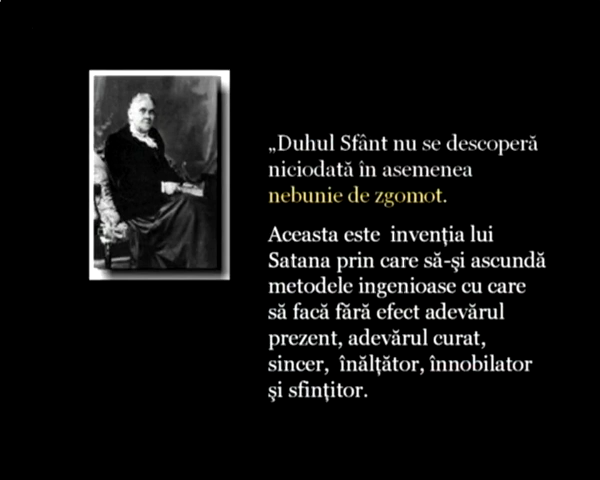 „Duhul Sfânt nu se descoperă
niciodată în asemenea
nebunie de zgomot.
Aceasta este invenţia lui
Satana prin care să-şi ascundă
metodele ingenioase cu care
să facă fără efect adevărul
prezent, adevărul curat,
sincer, înălţător, înnobilator
şi sfinţitor.